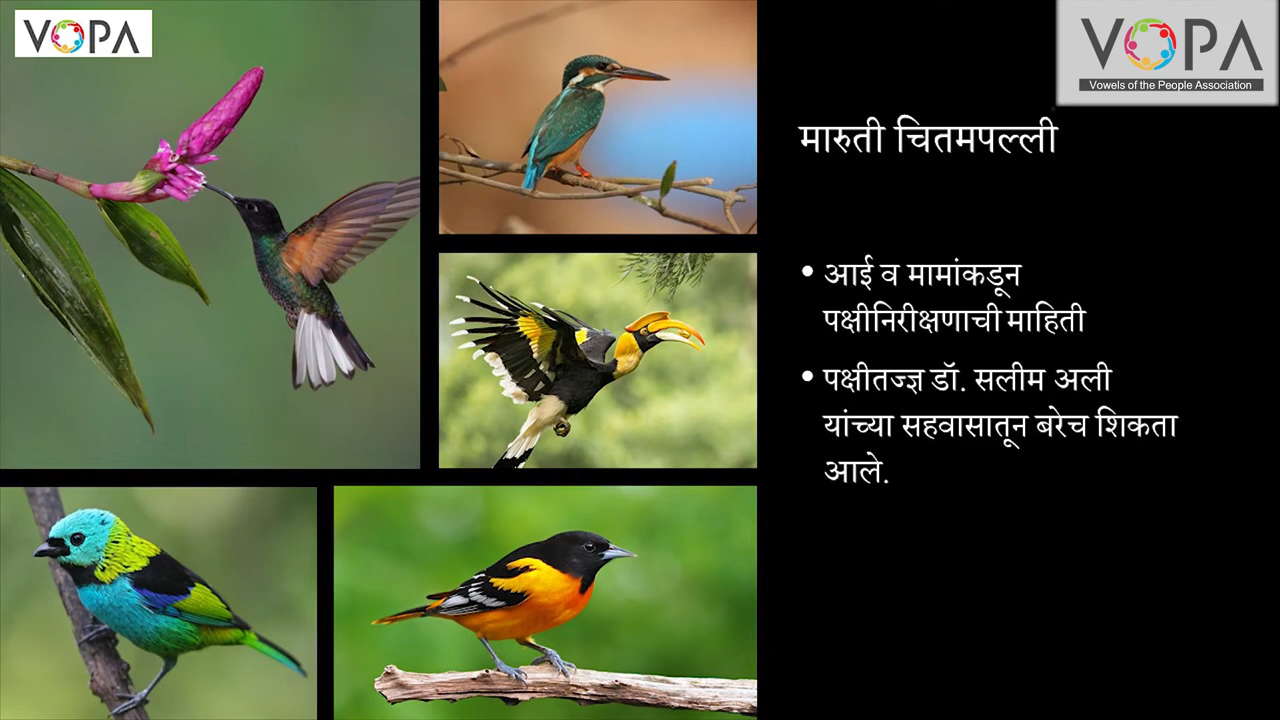 VOPA
VOPA
Vowels of the People Association
मारुती चितमपल्ली
• आई व मामांकडून
पक्षीनिरीक्षणाची माहिती
• पक्षीतज्ज्ञ डॉ. सलीम अली
यांच्या सहवासातून बरेच शिकता
आले.